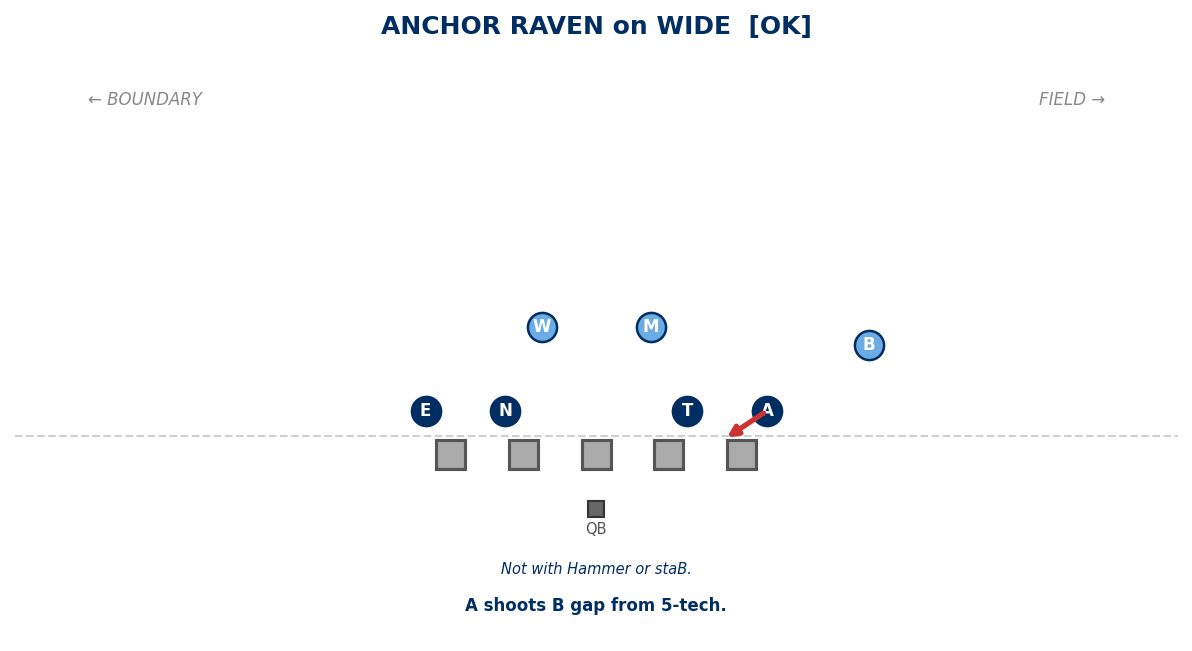 ANCHOR RAVEN on WIDE [OK]
← BOUNDARY FIELD →
W M B
E N T A
QB
Not with Hammer or staB.
A shoots B gap from 5-tech.